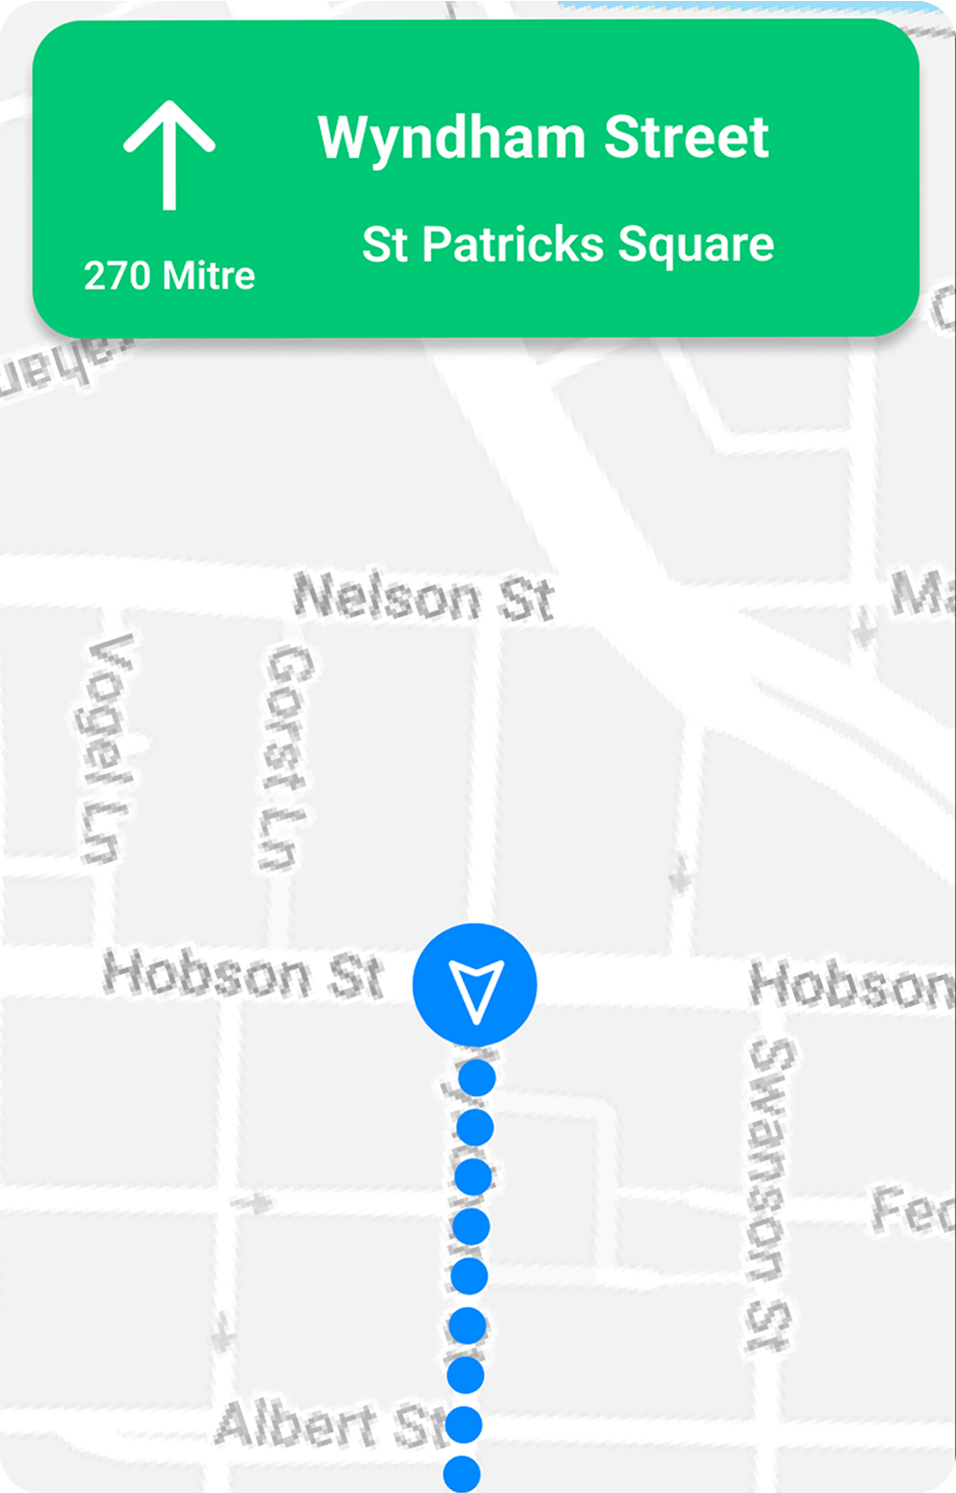 Wyndham Street
St Patricks Square
270 Mitre
Nelson St
Vogel Ln
Gorst Ln
Hobson St
Hobson
Swanson St
Albert St